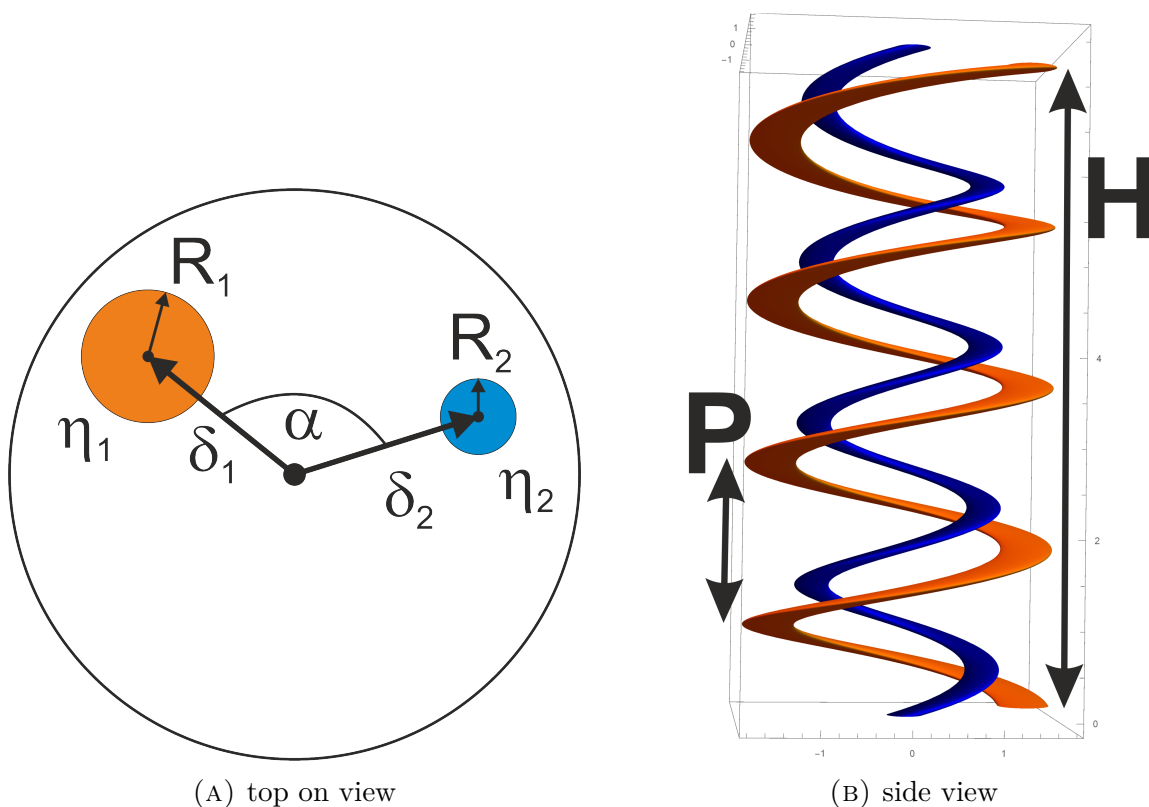 R₁
R₂
α
η₁
δ₁
δ₂
η₂
(A) top on view
1
0
−1
H
4
P
2
0
−1
0
1
(B) side view